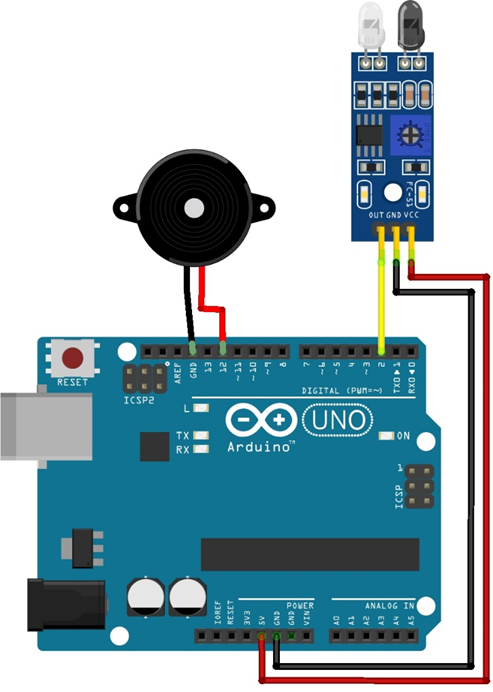 FC-51
OUT GND VCC
RESET
AREF
GND
13
12
~11
~10
~9
8
7
~6
~5
4
~3
2
TXO▶1
RXO◀0
DIGITAL (PWM=~)
ICSP2
L
TX
RX
UNO
Arduino™
ON
1
ICSP
POWER
ANALOG IN
IOREF
RESET
3V3
5V
GND
GND
VIN
A0
A1
A2
A3
A4
A5